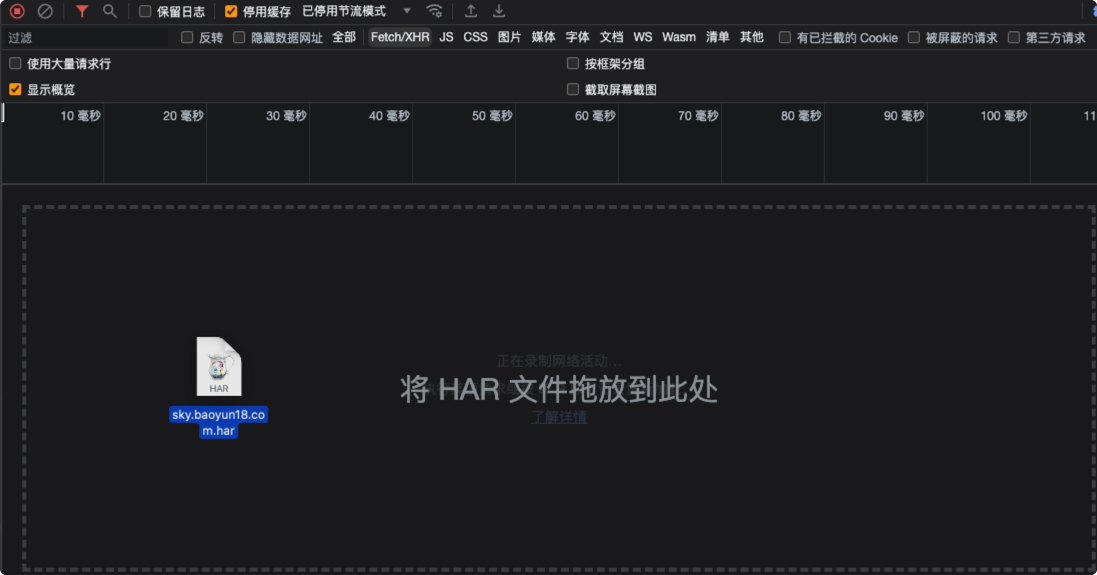 保留日志 停用缓存 已停用节流模式
过滤 反转 隐藏数据网址 全部 Fetch/XHR JS CSS 图片 媒体 字体 文档 WS Wasm 清单 其他 有已拦截的 Cookie 被屏蔽的请求 第三方请求
使用大量请求行 按框架分组
显示概览 截取屏幕截图
10 毫秒 20 毫秒 30 毫秒 40 毫秒 50 毫秒 60 毫秒 70 毫秒 80 毫秒 90 毫秒 100 毫秒 11
正在录制网络活动…
将 HAR 文件拖放到此处
了解详情
HAR
sky.baoyun18.co
m.har